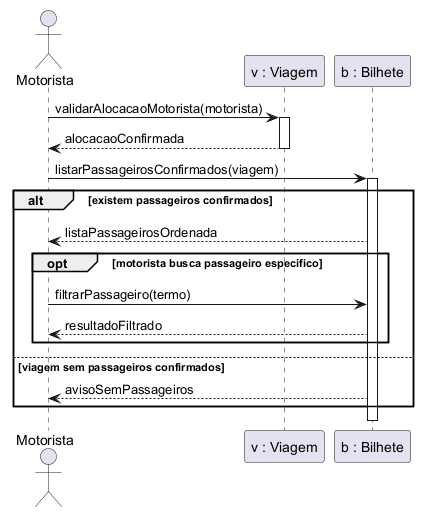 Motorista
v : Viagem
b : Bilhete
validarAlocacaoMotorista(motorista)
alocacaoConfirmada
listarPassageirosConfirmados(viagem)
alt
[existem passageiros confirmados]
listaPassageirosOrdenada
opt
[motorista busca passageiro especifico]
filtrarPassageiro(termo)
resultadoFiltrado
[viagem sem passageiros confirmados]
avisoSemPassageiros
Motorista
v : Viagem
b : Bilhete